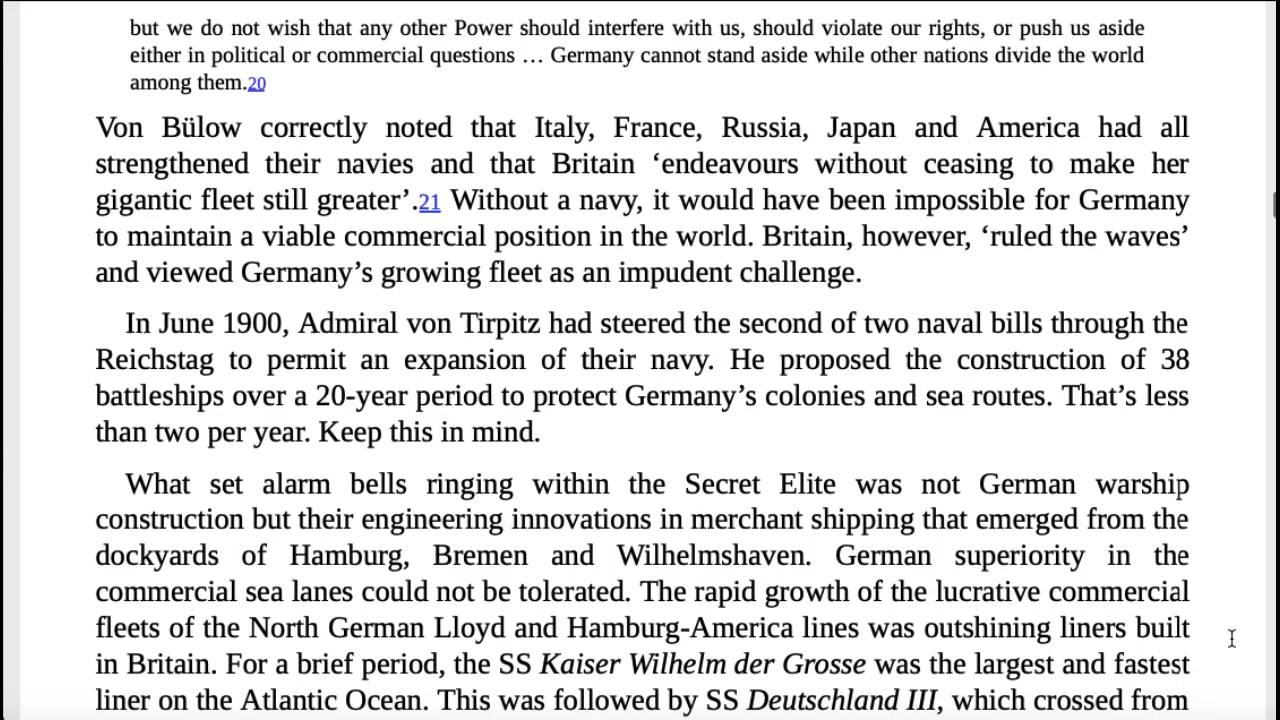 but we do not wish that any other Power should interfere with us, should violate our rights, or push us aside
either in political or commercial questions … Germany cannot stand aside while other nations divide the world
among them.20
Von Bülow correctly noted that Italy, France, Russia, Japan and America had all
strengthened their navies and that Britain ‘endeavours without ceasing to make her
gigantic fleet still greater’.21 Without a navy, it would have been impossible for Germany
to maintain a viable commercial position in the world. Britain, however, ‘ruled the waves’
and viewed Germany’s growing fleet as an impudent challenge.
In June 1900, Admiral von Tirpitz had steered the second of two naval bills through the
Reichstag to permit an expansion of their navy. He proposed the construction of 38
battleships over a 20-year period to protect Germany’s colonies and sea routes. That’s less
than two per year. Keep this in mind.
What set alarm bells ringing within the Secret Elite was not German warship
construction but their engineering innovations in merchant shipping that emerged from the
dockyards of Hamburg, Bremen and Wilhelmshaven. German superiority in the
commercial sea lanes could not be tolerated. The rapid growth of the lucrative commercial
fleets of the North German Lloyd and Hamburg-America lines was outshining liners built
in Britain. For a brief period, the SS Kaiser Wilhelm der Grosse was the largest and fastest
liner on the Atlantic Ocean. This was followed by SS Deutschland III, which crossed from